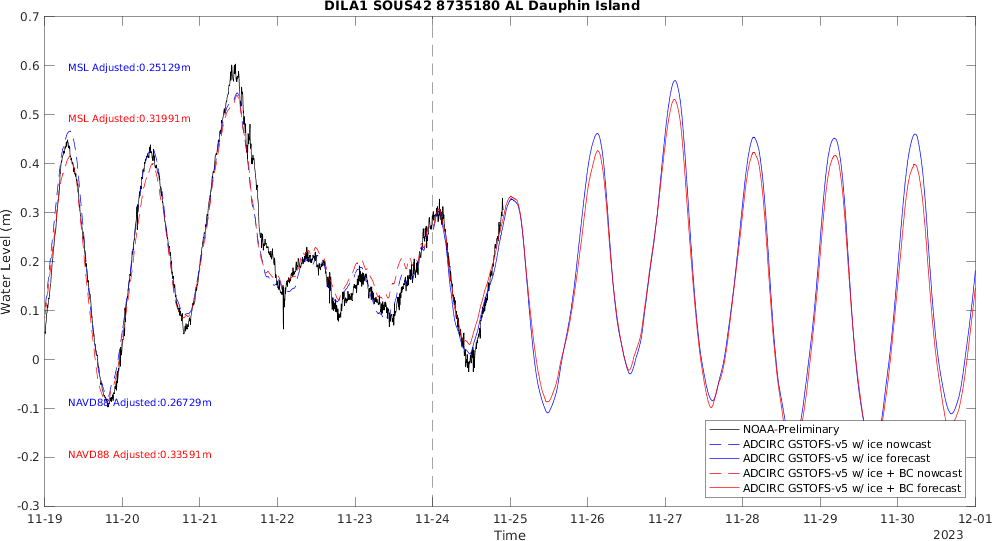 DILA1 SOUS42 8735180 AL Dauphin Island
0.7
0.6
0.5
0.4
0.3
0.2
0.1
0
-0.1
-0.2
-0.3
Water Level (m)
MSL Adjusted:0.25129m
MSL Adjusted:0.31991m
NAVD88 Adjusted:0.26729m
NAVD88 Adjusted:0.33591m
NOAA-Preliminary
ADCIRC GSTOFS-v5 w/ ice nowcast
ADCIRC GSTOFS-v5 w/ ice forecast
ADCIRC GSTOFS-v5 w/ ice + BC nowcast
ADCIRC GSTOFS-v5 w/ ice + BC forecast
11-19 11-20 11-21 11-22 11-23 11-24 11-25 11-26 11-27 11-28 11-29 11-30 12-01
Time
2023